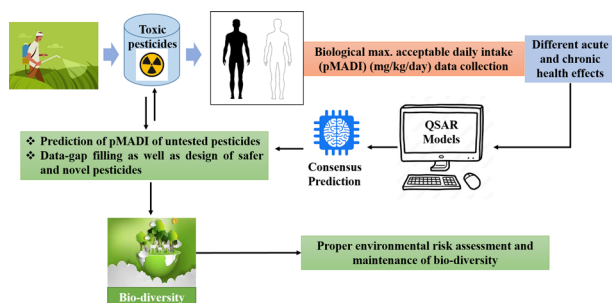 Toxic
pesticides
Biological max. acceptable daily intake
(pMADI) (mg/kg/day) data collection
Different acute
and chronic
health effects
QSAR
Models
Consensus
Prediction
❖ Prediction of pMADI of untested pesticides
❖ Data-gap filling as well as design of safer
and novel pesticides
Bio-diversity
Proper environmental risk assessment and
maintenance of bio-diversity